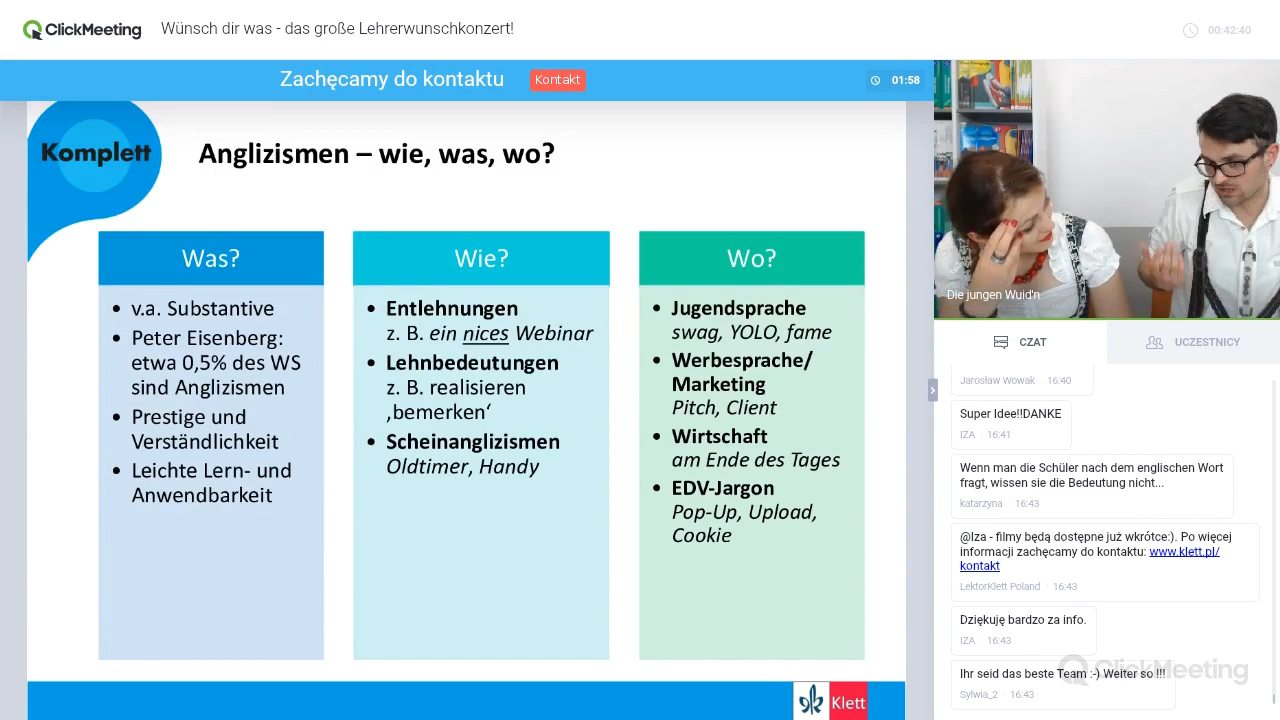 ClickMeeting
Wünsch dir was - das große Lehrerwunschkonzert!
00:42:40
Zachęcamy do kontaktu
Kontakt
01:58
Komplett
Anglizismen – wie, was, wo?
Was?
• v.a. Substantive
• Peter Eisenberg:
etwa 0,5% des WS
sind Anglizismen
• Prestige und
Verständlichkeit
• Leichte Lern- und
Anwendbarkeit
Wie?
• Entlehnungen
z. B. ein nices Webinar
• Lehnbedeutungen
z. B. realisieren
‚bemerken‘
• Scheinanglizismen
Oldtimer, Handy
Wo?
• Jugendsprache
swag, YOLO, fame
• Werbesprache/
Marketing
Pitch, Client
• Wirtschaft
am Ende des Tages
• EDV-Jargon
Pop-Up, Upload,
Cookie
Klett
Die jungen Wuid'n
CZAT
UCZESTNICY
Jarosław Wowak · 16:40
Super Idee!!DANKE
IZA · 16:41
Wenn man die Schüler nach dem englischen Wort
fragt, wissen sie die Bedeutung nicht...
katarzyna · 16:43
@Iza - filmy będą dostępne już wkrótce:). Po więcej
informacji zachęcamy do kontaktu: www.klett.pl/
kontakt
LektorKlett Poland · 16:43
Dziękuję bardzo za info.
IZA · 16:43
Ihr seid das beste Team :-) Weiter so !!!
Sylwia_2 · 16:43
ClickMeeting